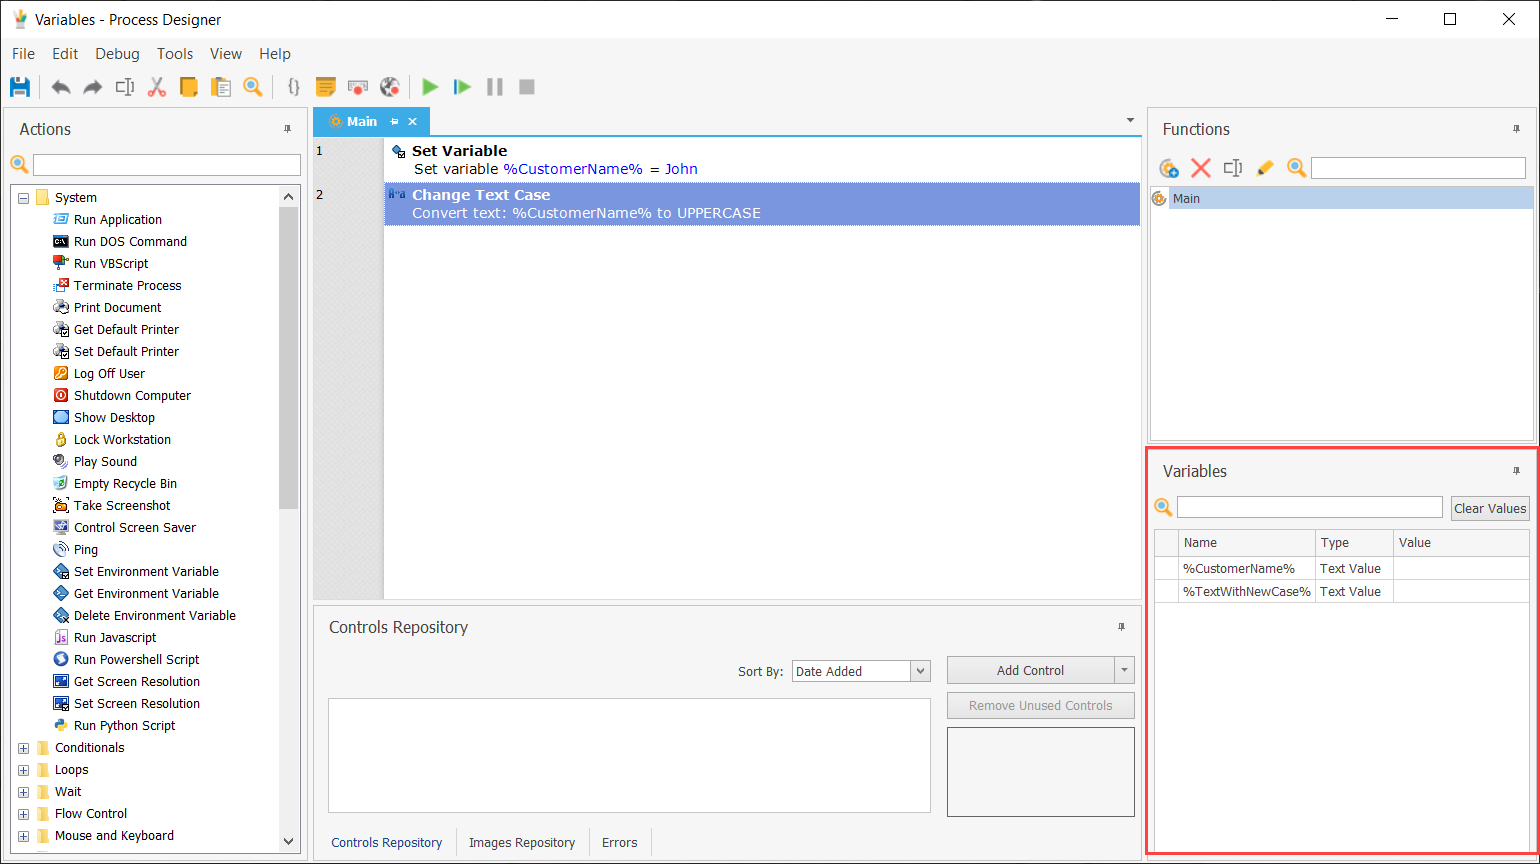 Variables - Process Designer
File Edit Debug Tools View Help
Actions
System
Run Application
Run DOS Command
Run VBScript
Terminate Process
Print Document
Get Default Printer
Set Default Printer
Log Off User
Shutdown Computer
Show Desktop
Lock Workstation
Play Sound
Empty Recycle Bin
Take Screenshot
Control Screen Saver
Ping
Set Environment Variable
Get Environment Variable
Delete Environment Variable
Run Javascript
Run Powershell Script
Get Screen Resolution
Set Screen Resolution
Run Python Script
Conditionals
Loops
Wait
Flow Control
Mouse and Keyboard
Main
1 Set Variable
Set variable %CustomerName% = John
2 Change Text Case
Convert text: %CustomerName% to UPPERCASE
Controls Repository
Sort By: Date Added
Add Control
Remove Unused Controls
Controls Repository Images Repository Errors
Functions
Main
Variables
Clear Values
Name Type Value
%CustomerName% Text Value
%TextWithNewCase% Text Value